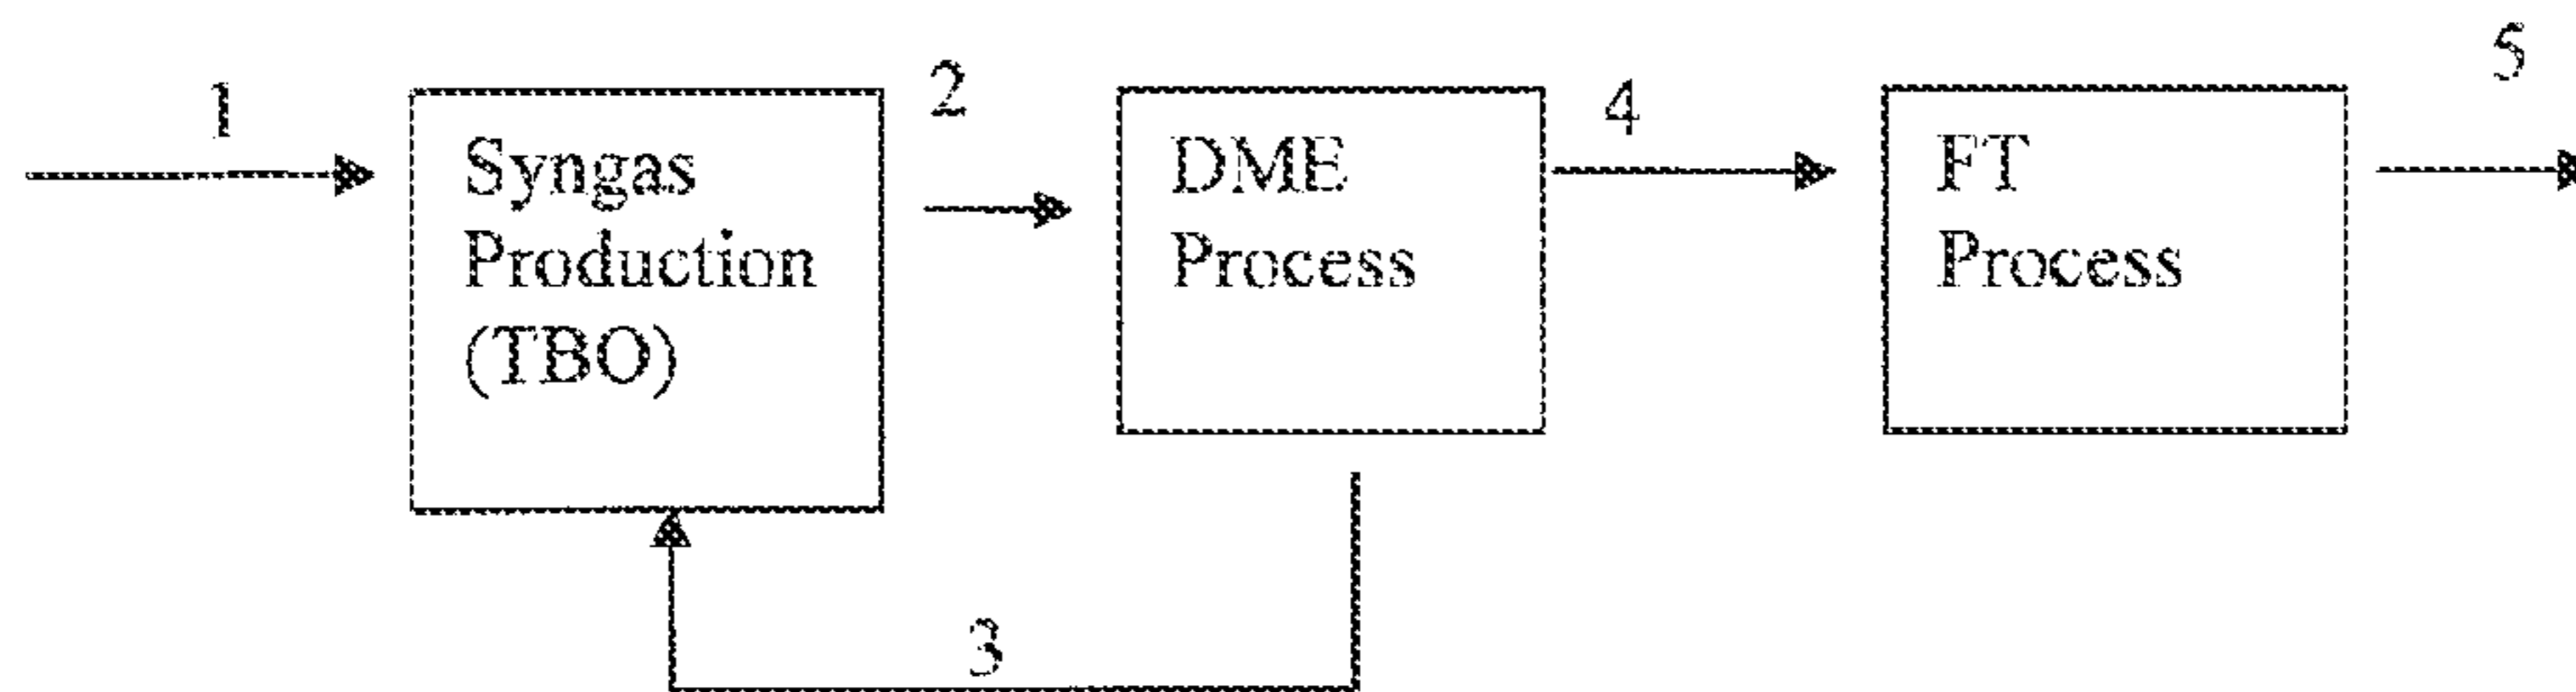 1
Syngas
Production
(TBO)
2
DME
Process
4
FT
Process
5
3